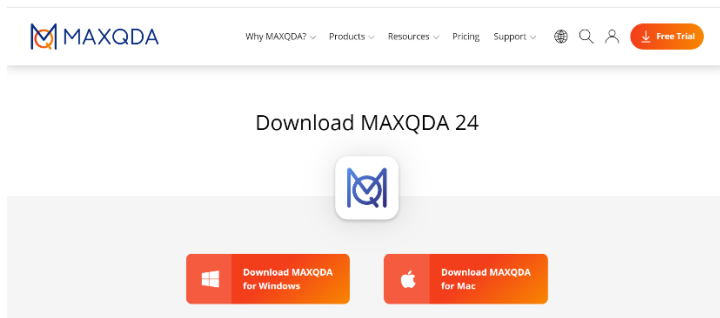 MAXQDA
Why MAXQDA? Products Resources Pricing Support Free Trial
Download MAXQDA 24
Download MAXQDA
for Windows
Download MAXQDA
for Mac